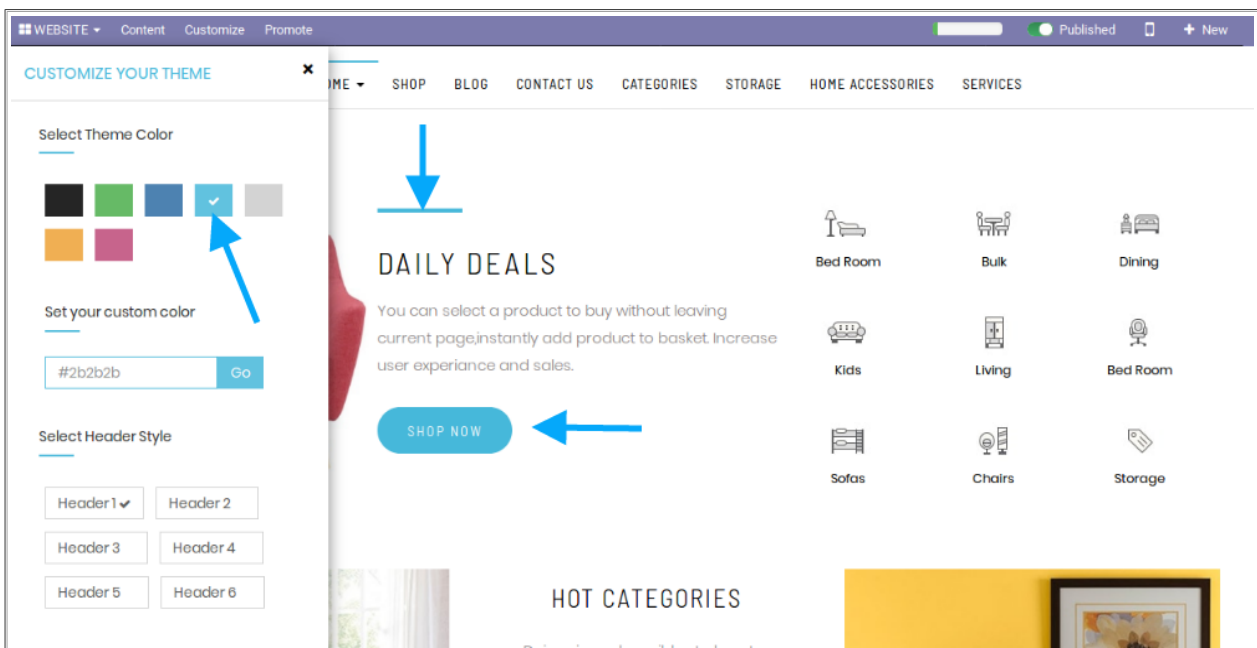 WEBSITE Content Customize Promote Published New
CUSTOMIZE YOUR THEME
OME SHOP BLOG CONTACT US CATEGORIES STORAGE HOME ACCESSORIES SERVICES
Select Theme Color
Set your custom color
#2b2b2b Go
Select Header Style
Header 1 Header 2
Header 3 Header 4
Header 5 Header 6
DAILY DEALS
You can select a product to buy without leaving
current page,instantly add product to basket. Increase
user experiance and sales.
SHOP NOW
Bed Room Bulk Dining
Kids Living Bed Room
Sofas Chairs Storage
HOT CATEGORIES